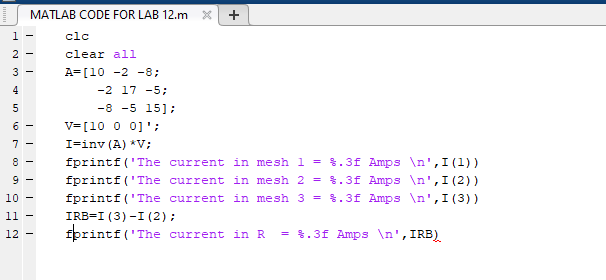 MATLAB CODE FOR LAB 12.m × +
1 – clc
2 – clear all
3 – A=[10 -2 -8;
4 -2 17 -5;
5 -8 -5 15];
6 – V=[10 0 0]';
7 – I=inv(A)*V;
8 – fprintf('The current in mesh 1 = %.3f Amps \n',I(1))
9 – fprintf('The current in mesh 2 = %.3f Amps \n',I(2))
10 – fprintf('The current in mesh 3 = %.3f Amps \n',I(3))
11 – IRB=I(3)-I(2);
12 – fprintf('The current in R  = %.3f Amps \n',IRB)